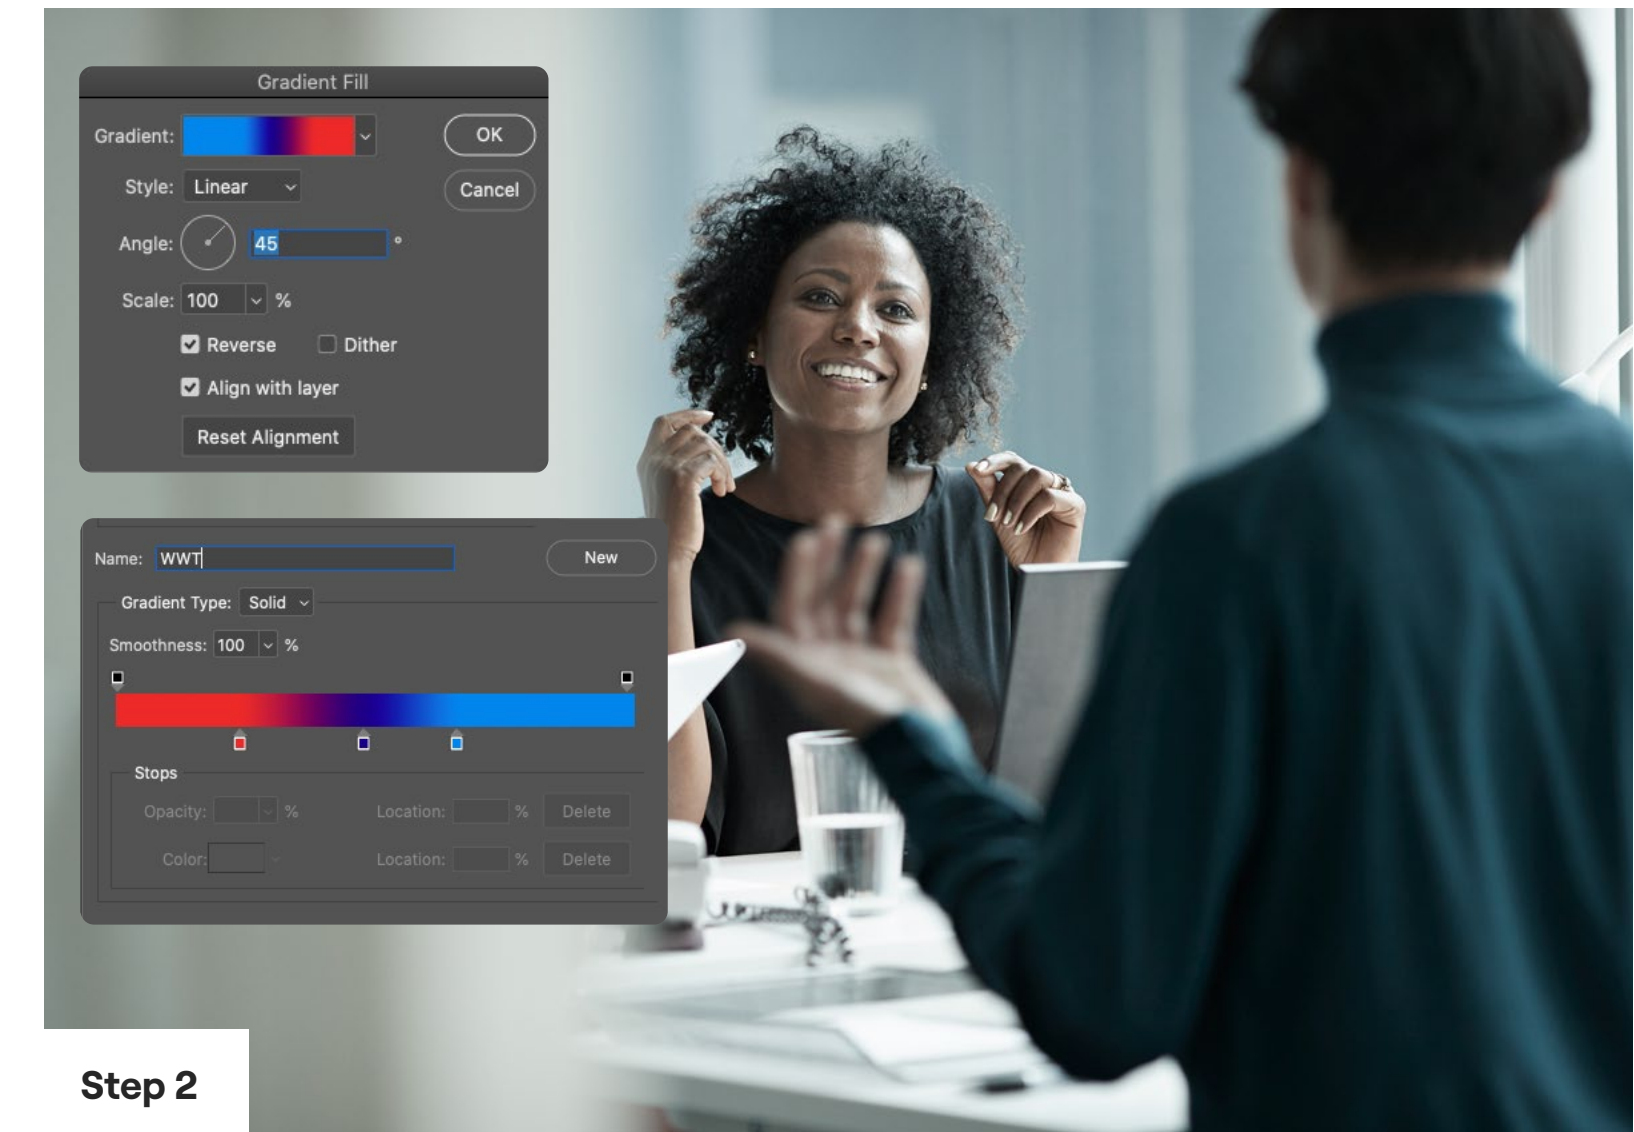 Gradient Fill
Gradient:
OK
Style: Linear
Cancel
Angle: 45 °
Scale: 100 %
Reverse Dither
Align with layer
Reset Alignment
Name: WWT
New
Gradient Type: Solid
Smoothness: 100 %
Stops
Opacity: % Location: % Delete
Color: Location: % Delete
Step 2